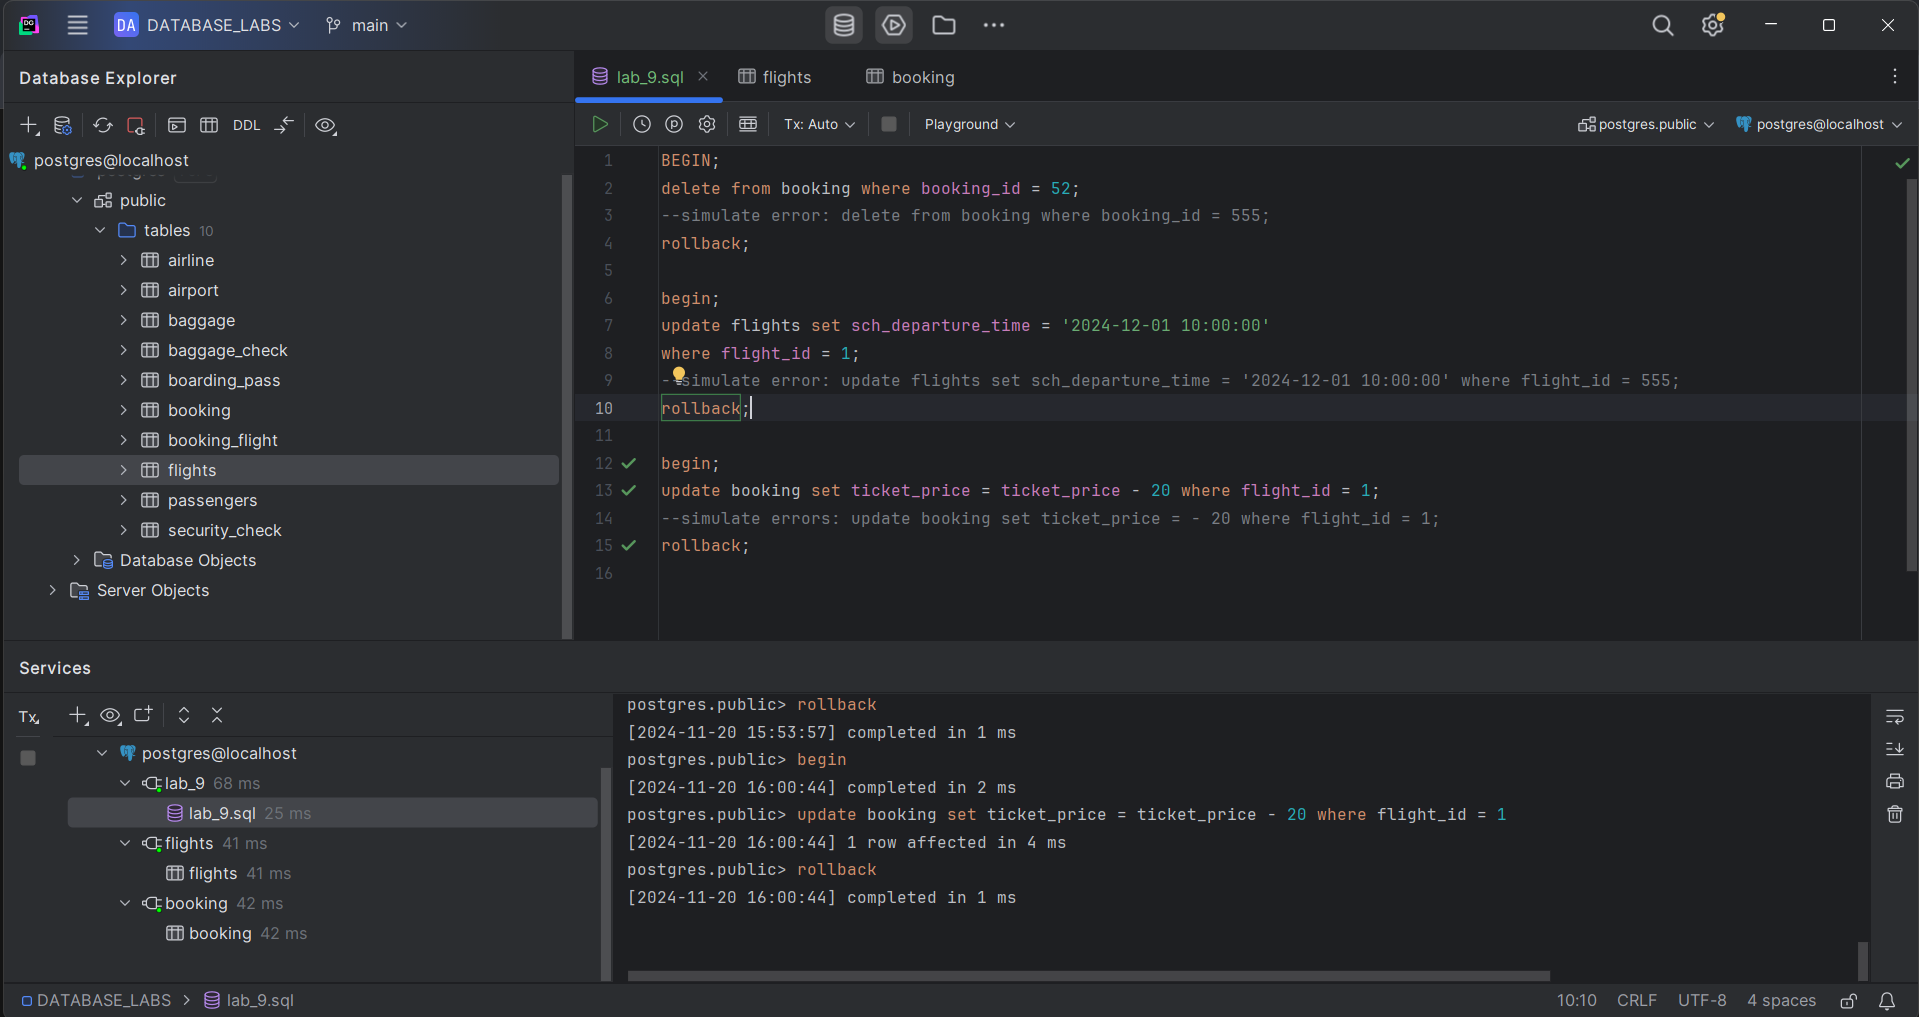 DG
DA DATABASE_LABS main
Database Explorer
lab_9.sql flights booking
DDL
Tx: Auto Playground postgres.public postgres@localhost
postgres@localhost
public
tables 10
airline
airport
baggage
baggage_check
boarding_pass
booking
booking_flight
flights
passengers
security_check
Database Objects
Server Objects
1 BEGIN;
2 delete from booking where booking_id = 52;
3 --simulate error: delete from booking where booking_id = 555;
4 rollback;
5
6 begin;
7 update flights set sch_departure_time = '2024-12-01 10:00:00'
8 where flight_id = 1;
9 --simulate error: update flights set sch_departure_time = '2024-12-01 10:00:00' where flight_id = 555;
10 rollback;
11
12 begin;
13 update booking set ticket_price = ticket_price - 20 where flight_id = 1;
14 --simulate errors: update booking set ticket_price = - 20 where flight_id = 1;
15 rollback;
16
Services
Tx
postgres@localhost
lab_9 68 ms
lab_9.sql 25 ms
flights 41 ms
flights 41 ms
booking 42 ms
booking 42 ms
postgres.public> rollback
[2024-11-20 15:53:57] completed in 1 ms
postgres.public> begin
[2024-11-20 16:00:44] completed in 2 ms
postgres.public> update booking set ticket_price = ticket_price - 20 where flight_id = 1
[2024-11-20 16:00:44] 1 row affected in 4 ms
postgres.public> rollback
[2024-11-20 16:00:44] completed in 1 ms
DATABASE_LABS > lab_9.sql
10:10 CRLF UTF-8 4 spaces